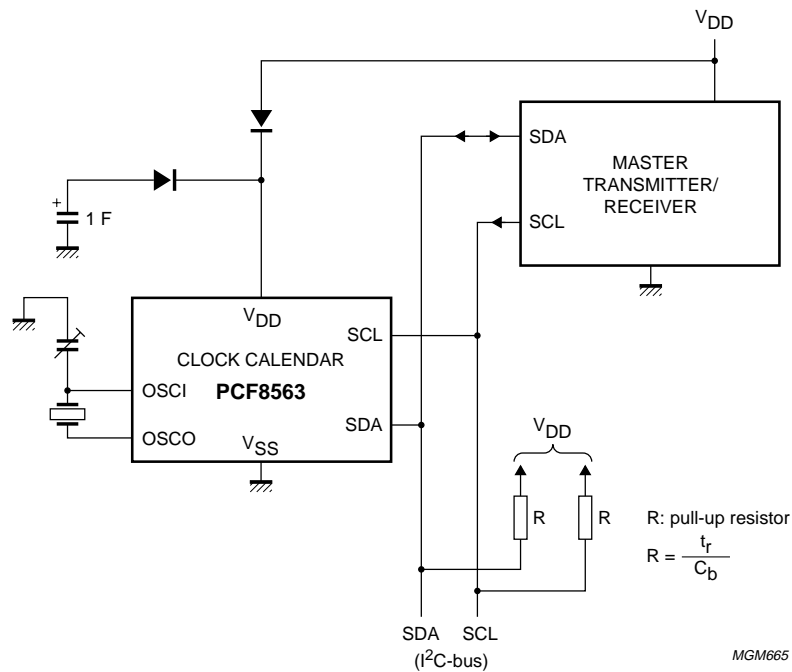 VDD
SDA
MASTER
TRANSMITTER/
RECEIVER
SCL
+
1 F
VDD
SCL
CLOCK CALENDAR
PCF8563
OSCI
OSCO
SDA
VSS
VDD
R
R
R: pull-up resistor
R = tr
Cb
SDA
SCL
(I²C-bus)
MGM665